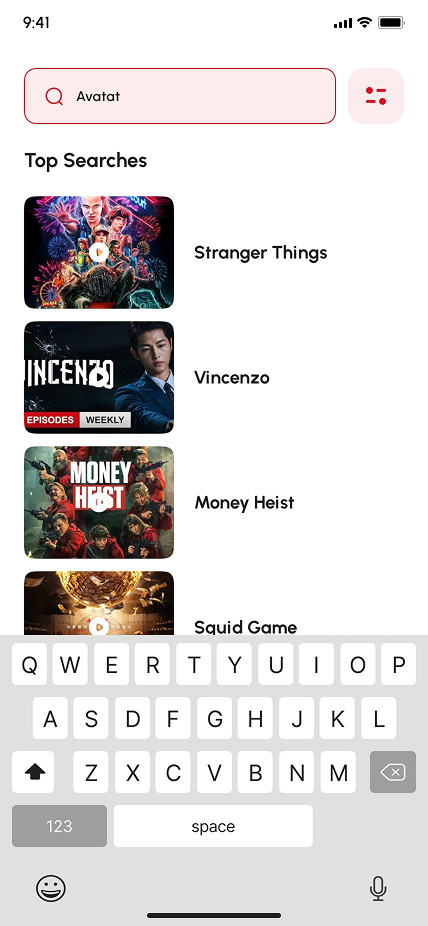 9:41
Avatat
Top Searches
Stranger Things
VINCENZO
EPISODES WEEKLY
Vincenzo
MONEY
HEIST
Money Heist
Squid Game
Q W E R T Y U I O P
A S D F G H J K L
Z X C V B N M
123 space